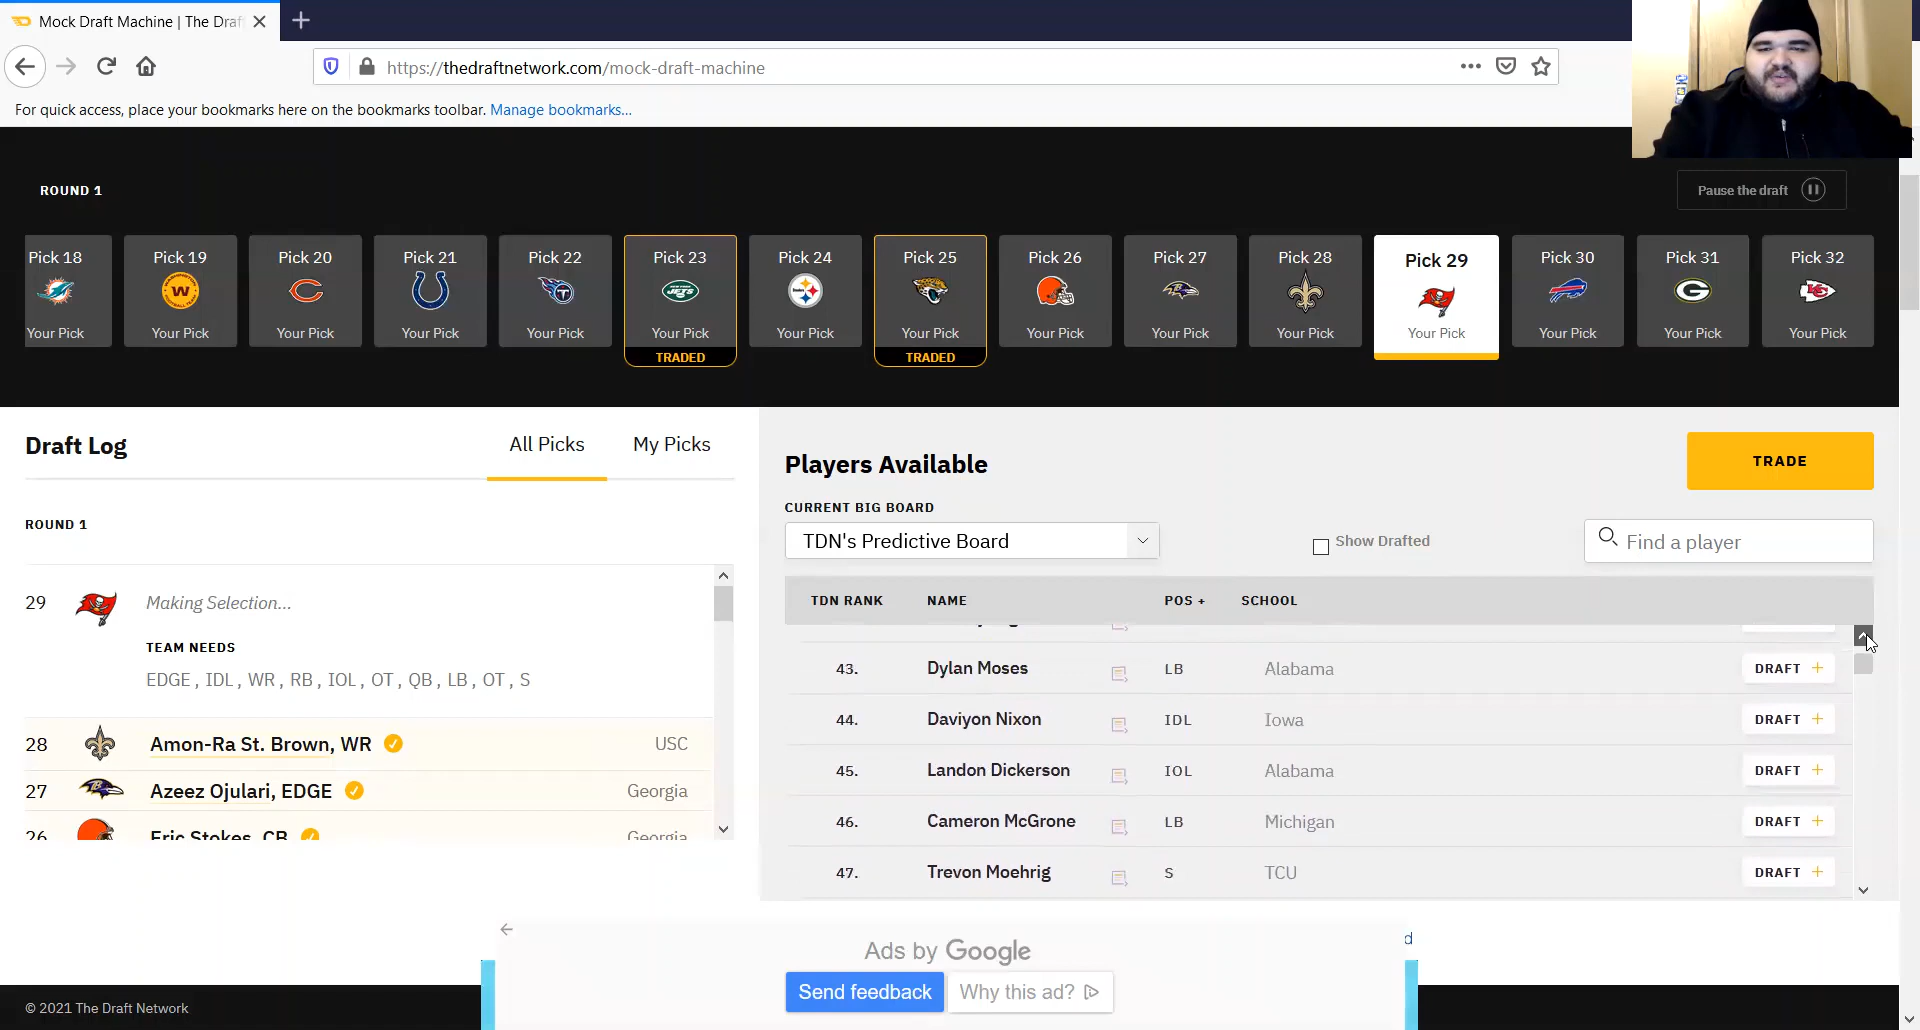 Mock Draft Machine | The Draf
https://thedraftnetwork.com/mock-draft-machine
For quick access, place your bookmarks here on the bookmarks toolbar. Manage bookmarks...
ROUND 1
Pause the draft
Pick 18 Pick 19 Pick 20 Pick 21 Pick 22 Pick 23 Pick 24 Pick 25 Pick 26 Pick 27 Pick 28 Pick 29 Pick 30 Pick 31 Pick 32
Your Pick Your Pick Your Pick Your Pick Your Pick Your Pick Your Pick Your Pick Your Pick Your Pick Your Pick Your Pick Your Pick Your Pick Your Pick
TRADED TRADED
Draft Log All Picks My Picks
ROUND 1
29 Making Selection...
TEAM NEEDS
EDGE, IDL, WR, RB, IOL, OT, QB, LB, OT, S
28 Amon-Ra St. Brown, WR USC
27 Azeez Ojulari, EDGE Georgia
26 Eric Stokes, CB Georgia
Players Available
TRADE
CURRENT BIG BOARD
TDN's Predictive Board
Show Drafted
Find a player
TDN RANK NAME POS + SCHOOL
43. Dylan Moses LB Alabama DRAFT +
44. Daviyon Nixon IDL Iowa DRAFT +
45. Landon Dickerson IOL Alabama DRAFT +
46. Cameron McGrone LB Michigan DRAFT +
47. Trevon Moehrig S TCU DRAFT +
Ads by Google
d
Send feedback Why this ad?
© 2021 The Draft Network